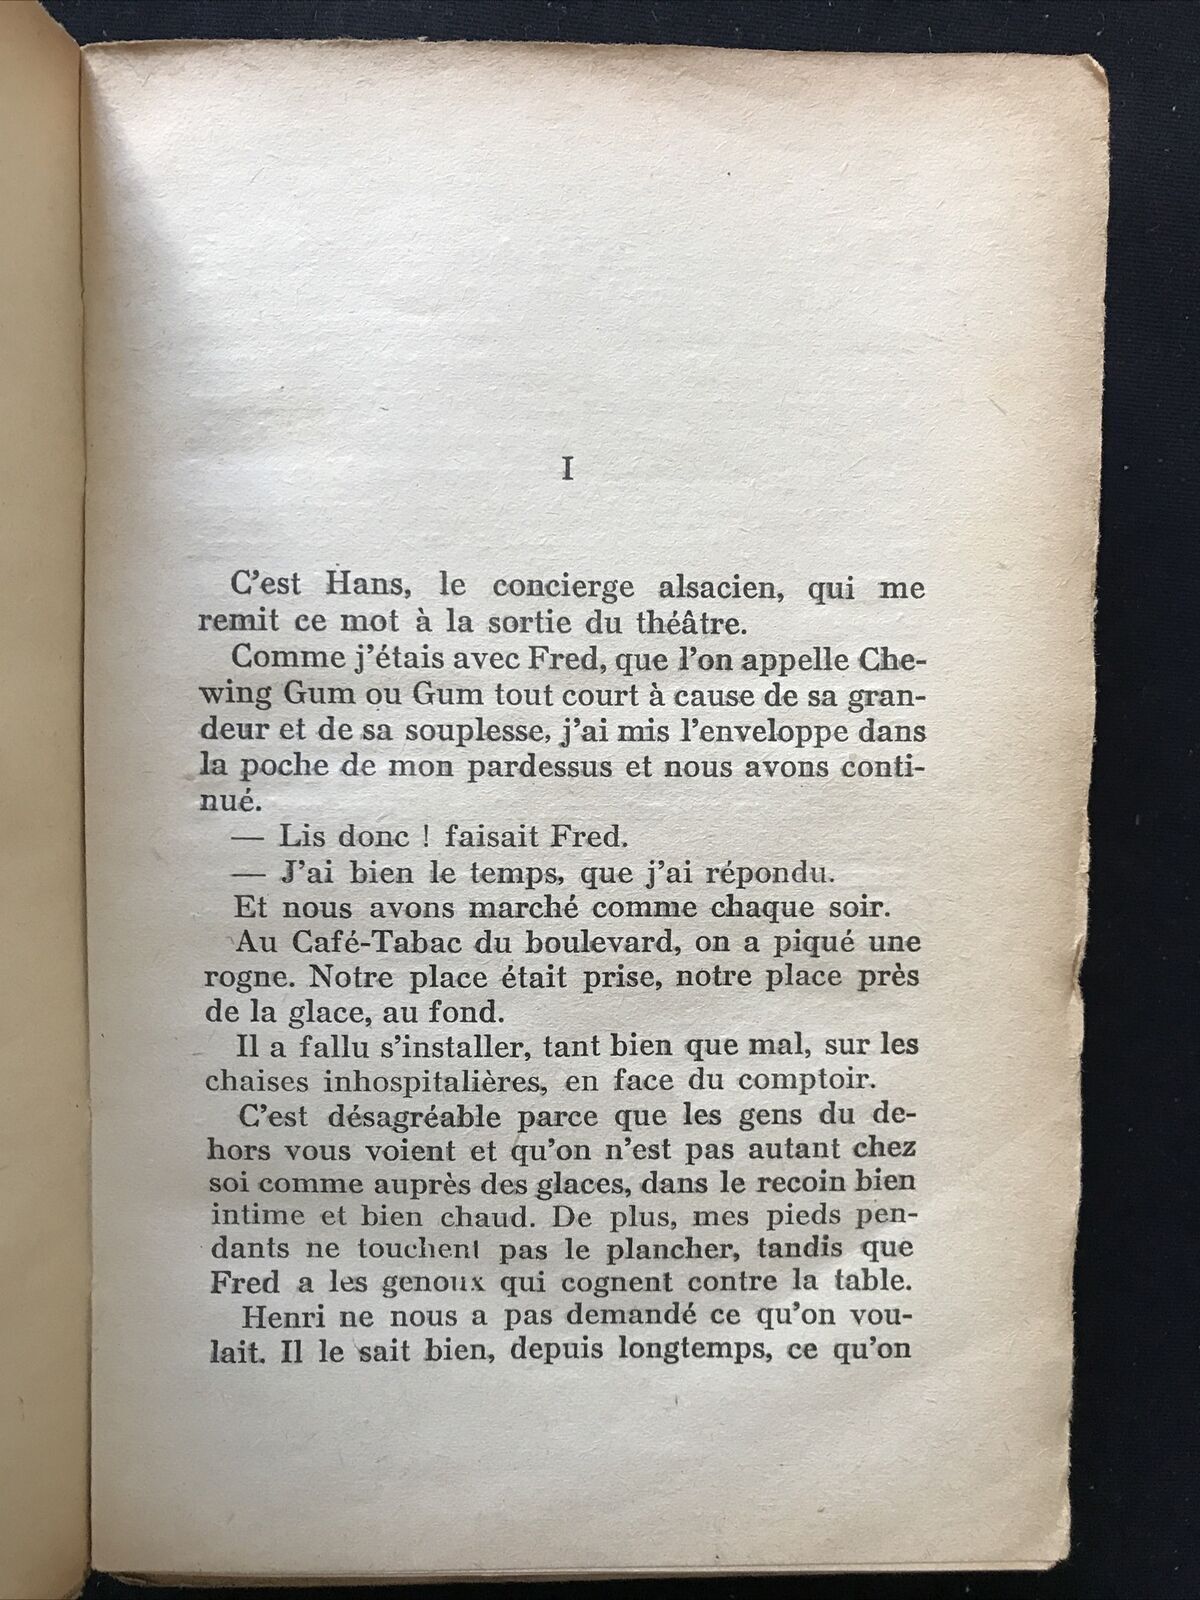 I
C'est Hans, le concierge alsacien, qui me
remit ce mot à la sortie du théâtre.
Comme j'étais avec Fred, que l'on appelle Che-
wing Gum ou Gum tout court à cause de sa gran-
deur et de sa souplesse, j'ai mis l'enveloppe dans
la poche de mon pardessus et nous avons conti-
nué.
— Lis donc ! faisait Fred.
— J'ai bien le temps, que j'ai répondu.
Et nous avons marché comme chaque soir.
Au Café-Tabac du boulevard, on a piqué une
rogne. Notre place était prise, notre place près
de la glace, au fond.
Il a fallu s'installer, tant bien que mal, sur les
chaises inhospitalières, en face du comptoir.
C'est désagréable parce que les gens du de-
hors vous voient et qu'on n'est pas autant chez
soi comme auprès des glaces, dans le recoin bien
intime et bien chaud. De plus, mes pieds pen-
dants ne touchent pas le plancher, tandis que
Fred a les genoux qui cognent contre la table.
Henri ne nous a pas demandé ce qu'on vou-
lait. Il le sait bien, depuis longtemps, ce qu'on